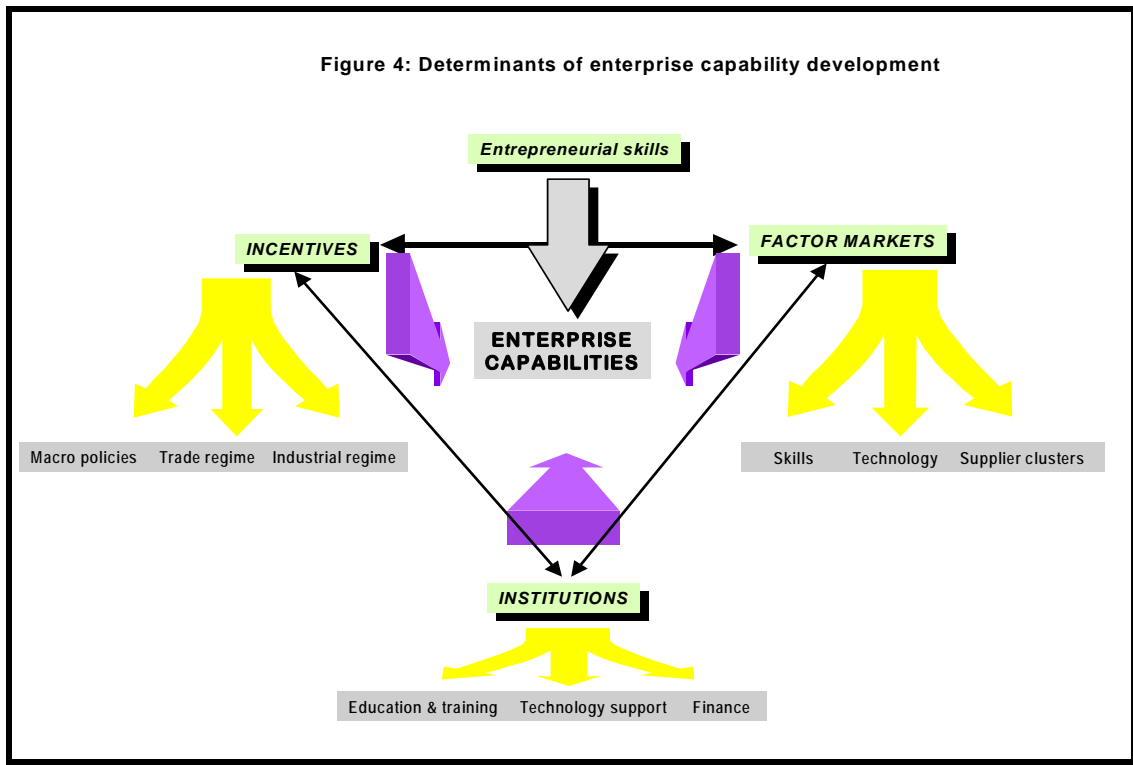 Figure 4: Determinants of enterprise capability development
Entrepreneurial skills
INCENTIVES
FACTOR MARKETS
ENTERPRISE
CAPABILITIES
Macro policies Trade regime Industrial regime
Skills Technology Supplier clusters
INSTITUTIONS
Education & training Technology support Finance